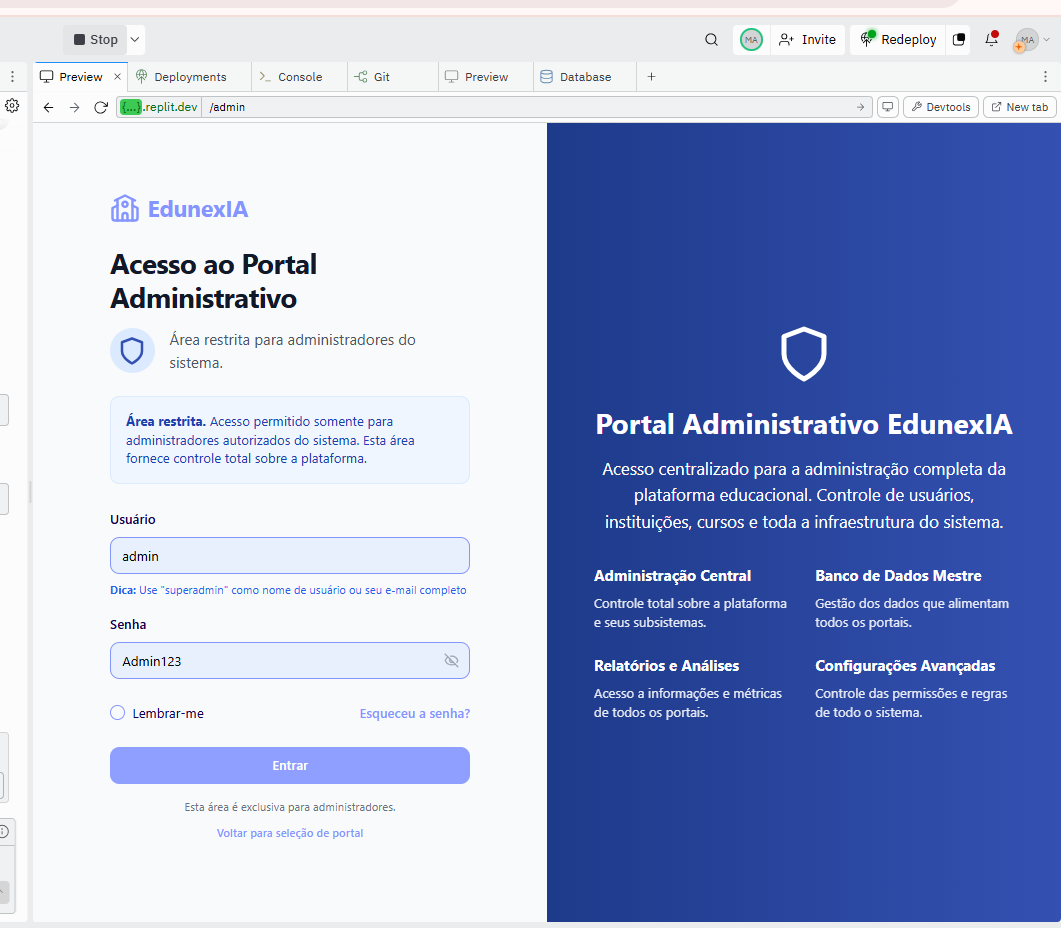 Stop
MA
Invite
Redeploy
MA
Preview
Deployments
Console
Git
Preview
Database
{...}.replit.dev
/admin
Devtools
New tab
EdunexIA
Acesso ao Portal
Administrativo
Área restrita para administradores do
sistema.
Área restrita. Acesso permitido somente para
administradores autorizados do sistema. Esta área
fornece controle total sobre a plataforma.
Usuário
admin
Dica: Use "superadmin" como nome de usuário ou seu e-mail completo
Senha
Admin123
Lembrar-me
Esqueceu a senha?
Entrar
Esta área é exclusiva para administradores.
Voltar para seleção de portal
Portal Administrativo EdunexIA
Acesso centralizado para a administração completa da
plataforma educacional. Controle de usuários,
instituições, cursos e toda a infraestrutura do sistema.
Administração Central
Controle total sobre a plataforma
e seus subsistemas.
Banco de Dados Mestre
Gestão dos dados que alimentam
todos os portais.
Relatórios e Análises
Acesso a informações e métricas
de todos os portais.
Configurações Avançadas
Controle das permissões e regras
de todo o sistema.